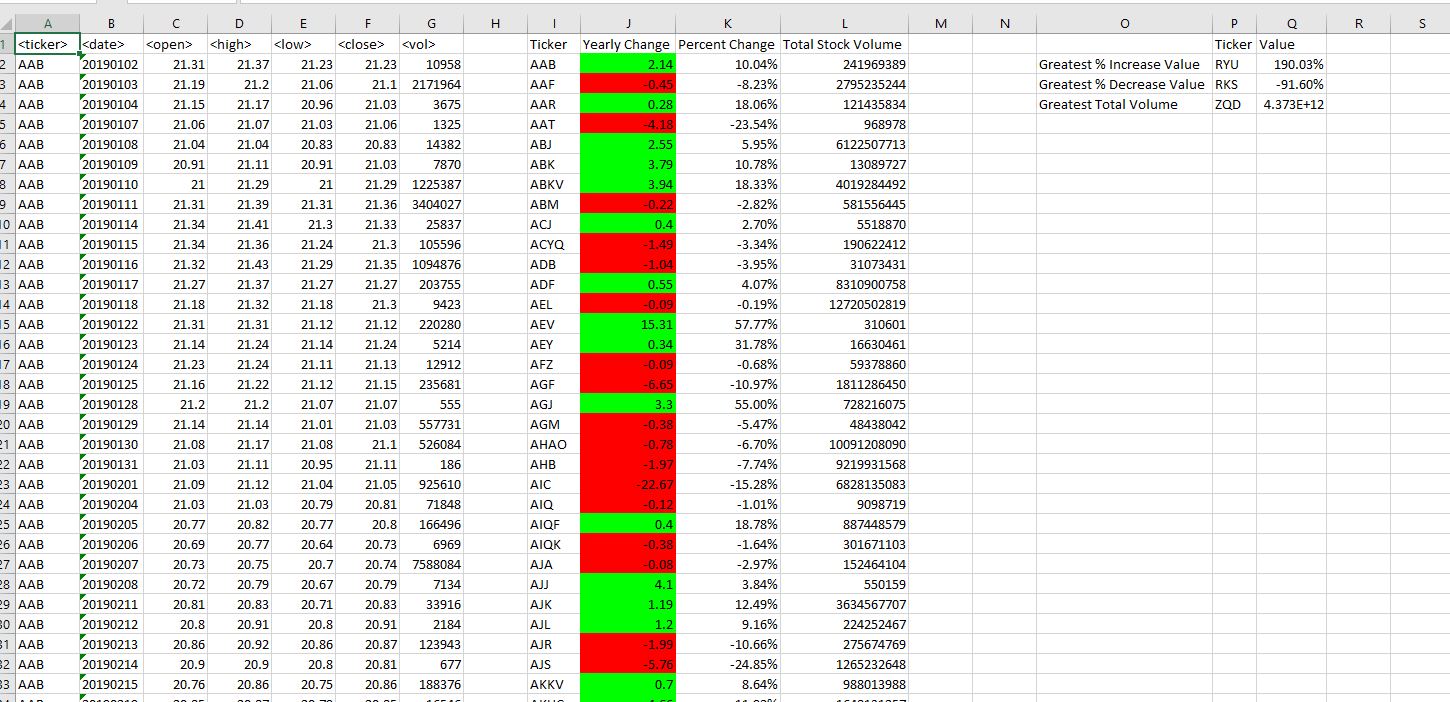 A B C D E F G H I J K L M N O P Q R S
1 <ticker> <date> <open> <high> <low> <close> <vol> Ticker Yearly Change Percent Change Total Stock Volume Ticker Value
2 AAB 20190102 21.31 21.37 21.23 21.23 10958 AAB 2.14 10.04% 241969389 Greatest % Increase Value RYU 190.03%
3 AAB 20190103 21.19 21.2 21.06 21.1 2171964 AAF -0.45 -8.23% 2795235244 Greatest % Decrease Value RKS -91.60%
4 AAB 20190104 21.15 21.17 20.96 21.03 3675 AAR 0.28 18.06% 121435834 Greatest Total Volume ZQD 4.373E+12
5 AAB 20190107 21.06 21.07 21.03 21.06 1325 AAT -4.18 -23.54% 968978
6 AAB 20190108 21.04 21.04 20.83 20.83 14382 ABJ 2.55 5.95% 6122507713
7 AAB 20190109 20.91 21.11 20.91 21.03 7870 ABK 3.79 10.78% 13089727
8 AAB 20190110 21 21.29 21 21.29 1225387 ABKV 3.94 18.33% 4019284492
9 AAB 20190111 21.31 21.39 21.31 21.36 3404027 ABM -0.22 -2.82% 581556445
10 AAB 20190114 21.34 21.41 21.3 21.33 25837 ACJ 0.4 2.70% 5518870
11 AAB 20190115 21.34 21.36 21.24 21.3 105596 ACYQ -1.49 -3.34% 190622412
12 AAB 20190116 21.32 21.43 21.29 21.35 1094876 ADB -1.04 -3.95% 31073431
13 AAB 20190117 21.27 21.37 21.27 21.27 203755 ADF 0.55 4.07% 8310900758
14 AAB 20190118 21.18 21.32 21.18 21.3 9423 AEL -0.09 -0.19% 12720502819
15 AAB 20190122 21.31 21.31 21.12 21.12 220280 AEV 15.31 57.77% 310601
16 AAB 20190123 21.14 21.24 21.14 21.24 5214 AEY 0.34 31.78% 16630461
17 AAB 20190124 21.23 21.24 21.11 21.13 12912 AFZ -0.09 -0.68% 59378860
18 AAB 20190125 21.16 21.22 21.12 21.15 235681 AGF -6.65 -10.97% 1811286450
19 AAB 20190128 21.2 21.2 21.07 21.07 555 AGJ 3.3 55.00% 728216075
20 AAB 20190129 21.14 21.14 21.01 21.03 557731 AGM -0.38 -5.47% 48438042
21 AAB 20190130 21.08 21.17 21.08 21.1 526084 AHAO -0.78 -6.70% 10091208090
22 AAB 20190131 21.03 21.11 20.95 21.11 186 AHB -1.97 -7.74% 9219931568
23 AAB 20190201 21.09 21.12 21.04 21.05 925610 AIC -22.67 -15.28% 6828135083
24 AAB 20190204 21.03 21.03 20.79 20.81 71848 AIQ -0.12 -1.01% 9098719
25 AAB 20190205 20.77 20.82 20.77 20.8 166496 AIQF 0.4 18.78% 887448579
26 AAB 20190206 20.69 20.77 20.64 20.73 6969 AIQK -0.38 -1.64% 301671103
27 AAB 20190207 20.73 20.75 20.7 20.74 7588084 AJA -0.08 -2.97% 152464104
28 AAB 20190208 20.72 20.79 20.67 20.79 7134 AJJ 4.1 3.84% 550159
29 AAB 20190211 20.81 20.83 20.71 20.83 33916 AJK 1.19 12.49% 3634567707
30 AAB 20190212 20.8 20.91 20.8 20.91 2184 AJL 1.2 9.16% 224252467
31 AAB 20190213 20.86 20.92 20.86 20.87 123943 AJR -1.99 -10.66% 275674769
32 AAB 20190214 20.9 20.9 20.8 20.81 677 AJS -5.76 -24.85% 1265232648
33 AAB 20190215 20.76 20.86 20.75 20.86 188376 AKKV 0.7 8.64% 988013988